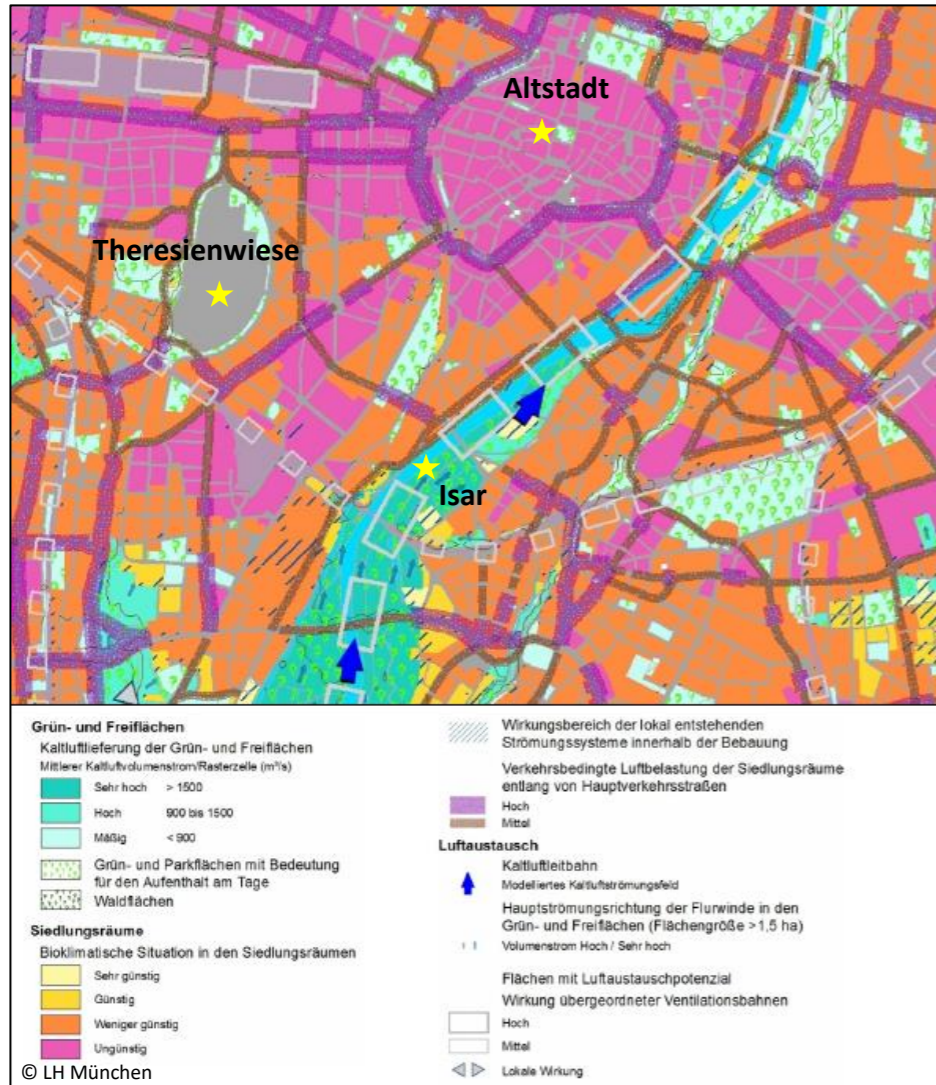 Altstadt
Theresienwiese
Isar
Grün- und Freiflächen
Kaltluftlieferung der Grün- und Freiflächen
Mittlerer Kaltluftvolumenstrom/Rasterzelle (m³/s)
Sehr hoch > 1500
Hoch 900 bis 1500
Mäßig < 900
Grün- und Parkflächen mit Bedeutung
für den Aufenthalt am Tage
Waldflächen
Siedlungsräume
Bioklimatische Situation in den Siedlungsräumen
Sehr günstig
Günstig
Weniger günstig
Ungünstig
© LH München
Wirkungsbereich der lokal entstehenden
Strömungssysteme innerhalb der Bebauung
Verkehrsbedingte Luftbelastung der Siedlungsräume
entlang von Hauptverkehrsstraßen
Hoch
Mittel
Luftaustausch
Kaltluftleitbahn
Modelliertes Kaltluftströmungsfeld
Hauptströmungsrichtung der Flurwinde in den
Grün- und Freiflächen (Flächengröße >1,5 ha)
Volumenstrom Hoch / Sehr hoch
Flächen mit Luftaustauschpotenzial
Wirkung übergeordneter Ventilationsbahnen
Hoch
Mittel
Lokale Wirkung